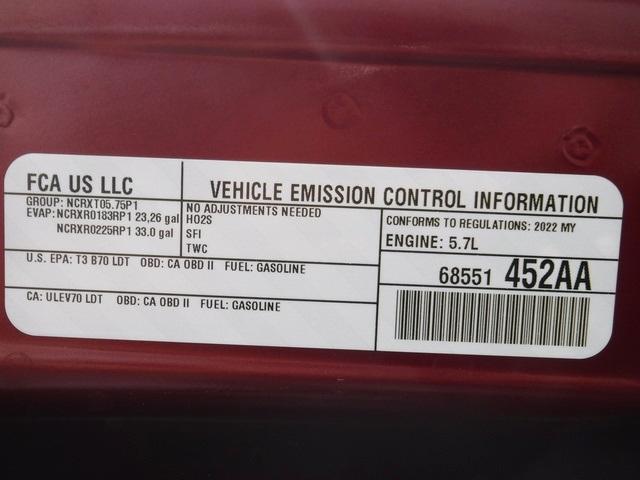 FCA US LLC
GROUP: NCRXT05.75P1
EVAP: NCRXR0183RP1 23,26 gal
NCRXR0225RP1 33.0 gal
VEHICLE EMISSION CONTROL INFORMATION
NO ADJUSTMENTS NEEDED
HO2S
SFI
TWC
CONFORMS TO REGULATIONS: 2022 MY
ENGINE: 5.7L
U.S. EPA: T3 B70 LDT OBD: CA OBD II FUEL: GASOLINE
CA: ULEV70 LDT OBD: CA OBD II FUEL: GASOLINE
68551 452AA